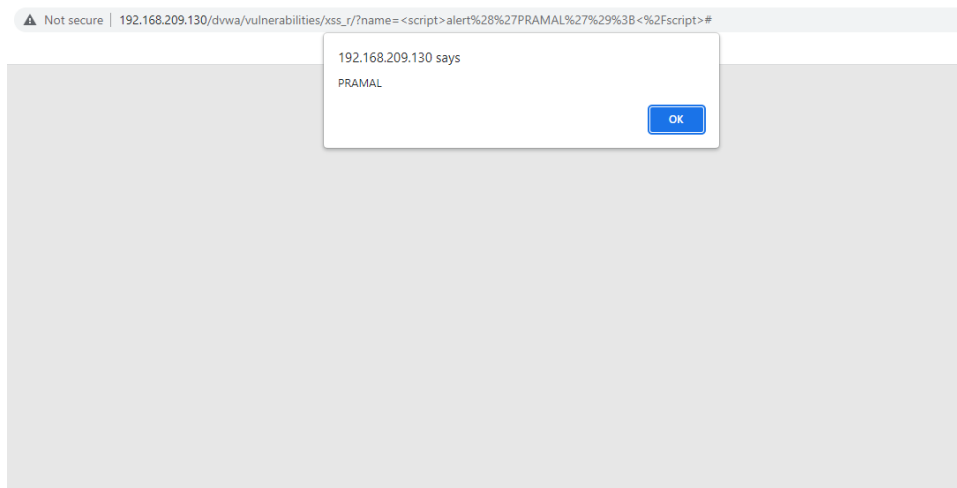 Not secure | 192.168.209.130/dvwa/vulnerabilities/xss_r/?name=<script>alert%28%27PRAMAL%27%29%3B<%2Fscript>#
192.168.209.130 says
PRAMAL
OK